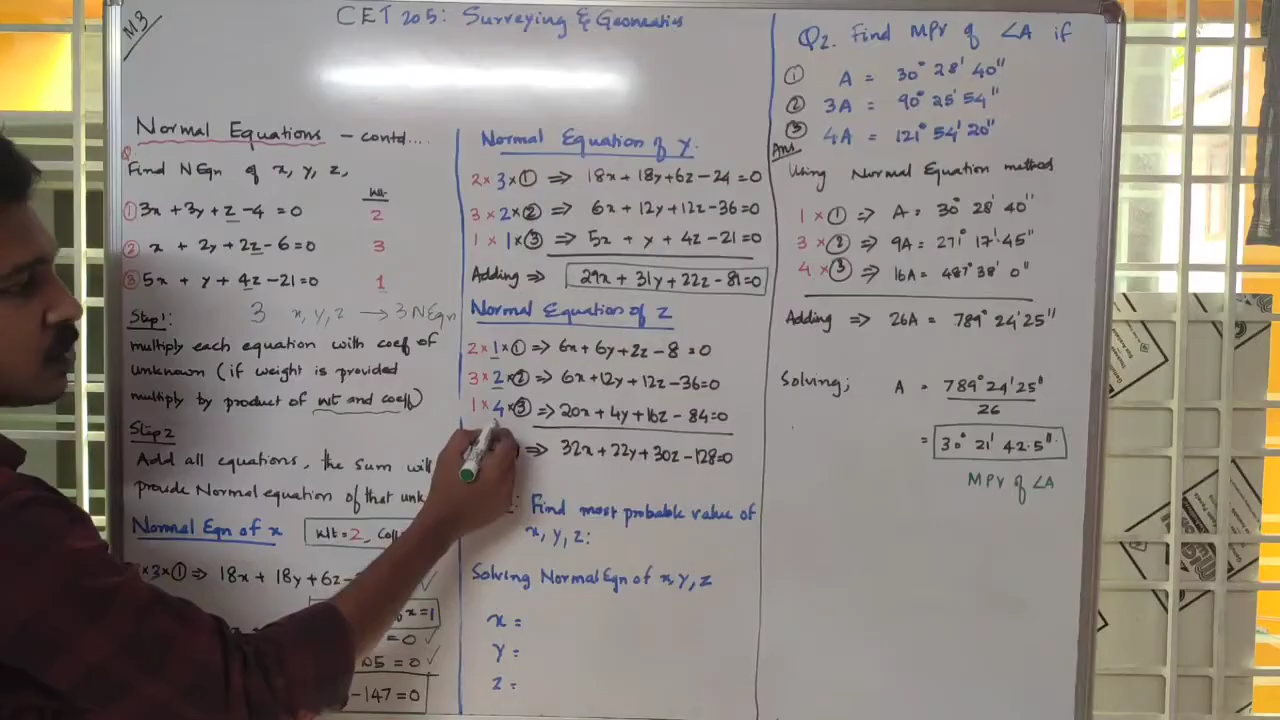 M3
CET 205: Surveying & Geomatics
Normal Equations - contd....
Q
Find N Eqn of x, y, z,
Wt.
① 3x + 3y + z - 4 = 0 2
② x + 2y + 2z - 6 = 0 3
③ 5x + y + 4z - 21 = 0 1
3 x, y, z → 3 N Eqn
Step 1:
multiply each equation with coef of
unknown (if weight is provided
multiply by product of wt and coeff)
Step 2
Add all equations, the sum will
provide Normal equation of that unk
Normal Eqn of x
Wt = 2,
×3×① ⇒ 18x + 18y + 6z -
x = 1
= 0 ✓
05 = 0 ✓
- 147 = 0
Normal Equation of y
2×3×① ⇒ 18x + 18y + 6z - 24 = 0
3×2×② ⇒ 6x + 12y + 12z - 36 = 0
1×1×③ ⇒ 5x + y + 4z - 21 = 0
Adding ⇒ 29x + 31y + 22z - 81 = 0
Normal Equation of z
2×1×① ⇒ 6x + 6y + 2z - 8 = 0
3×2×② ⇒ 6x + 12y + 12z - 36 = 0
1×4×③ ⇒ 20x + 4y + 16z - 84 = 0
⇒ 32x + 22y + 30z - 128 = 0
: Find most probable value of
x, y, z:
Solving Normal Eqn of x, y, z
x =
y =
z =
Q2. Find MPV of ∠A if
① A = 30° 28' 40"
② 3A = 90° 25' 54"
③ 4A = 121° 54' 20"
Ans
Using Normal Equation method
1 × ① ⇒ A = 30° 28' 40"
3 × ② ⇒ 9A = 271° 17' 45"
4 × ③ ⇒ 16A = 487° 38' 0"
Adding ⇒ 26A = 789° 24' 25"
Solving; A = 789° 24' 25"
26
= 30° 21' 42.5"
MPV of ∠A